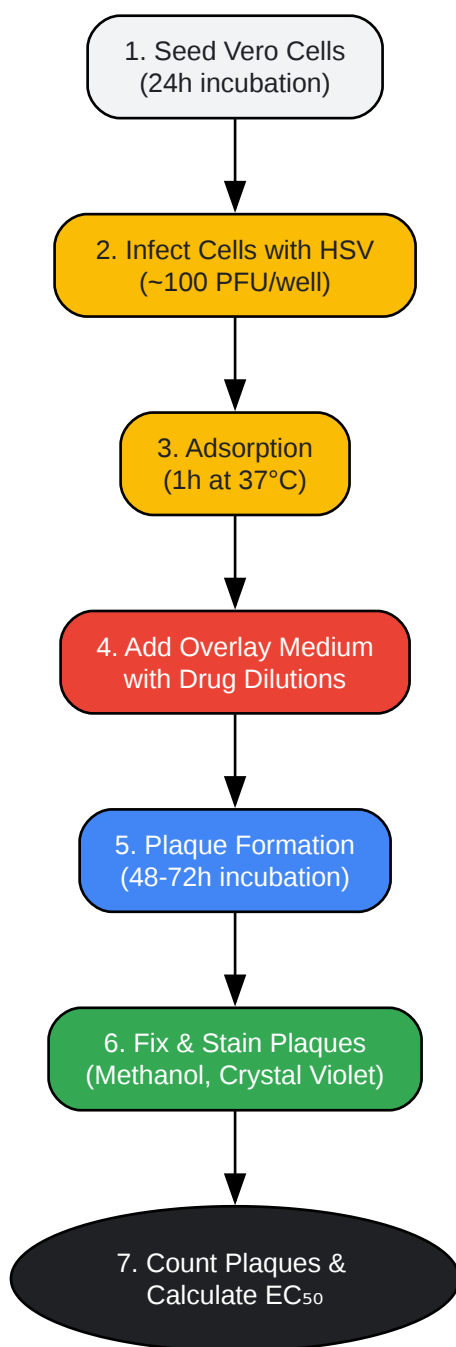 1. Seed Vero Cells
(24h incubation)
2. Infect Cells with HSV
(~100 PFU/well)
3. Adsorption
(1h at 37°C)
4. Add Overlay Medium
with Drug Dilutions
5. Plaque Formation
(48-72h incubation)
6. Fix & Stain Plaques
(Methanol, Crystal Violet)
7. Count Plaques &
Calculate EC₅₀